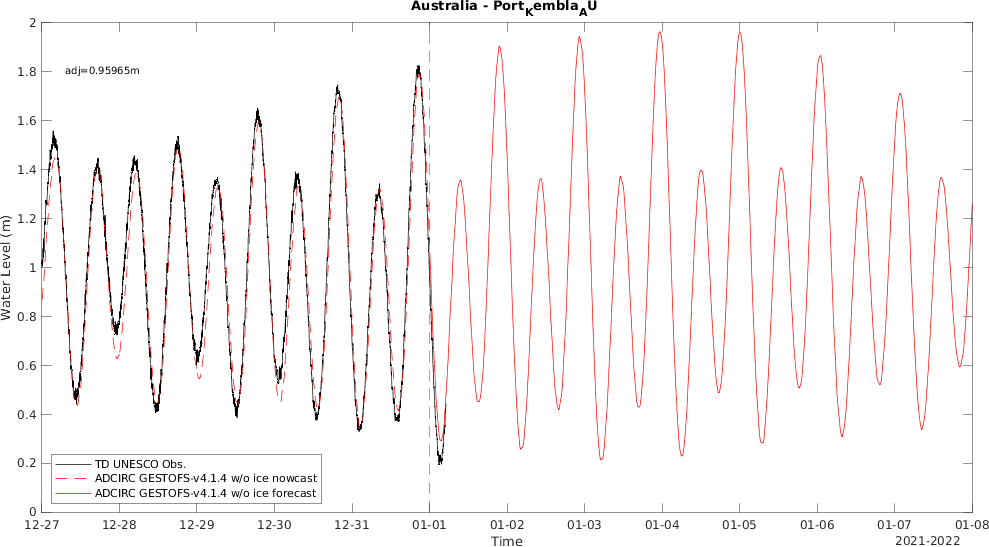 Australia - Port_Kembla_AU
adj=0.95965m
2
1.8
1.6
1.4
1.2
1
0.8
0.6
0.4
0.2
0
Water Level (m)
TD UNESCO Obs.
ADCIRC GESTOFS-v4.1.4 w/o ice nowcast
ADCIRC GESTOFS-v4.1.4 w/o ice forecast
12-27 12-28 12-29 12-30 12-31 01-01 01-02 01-03 01-04 01-05 01-06 01-07 01-08
Time
2021-2022